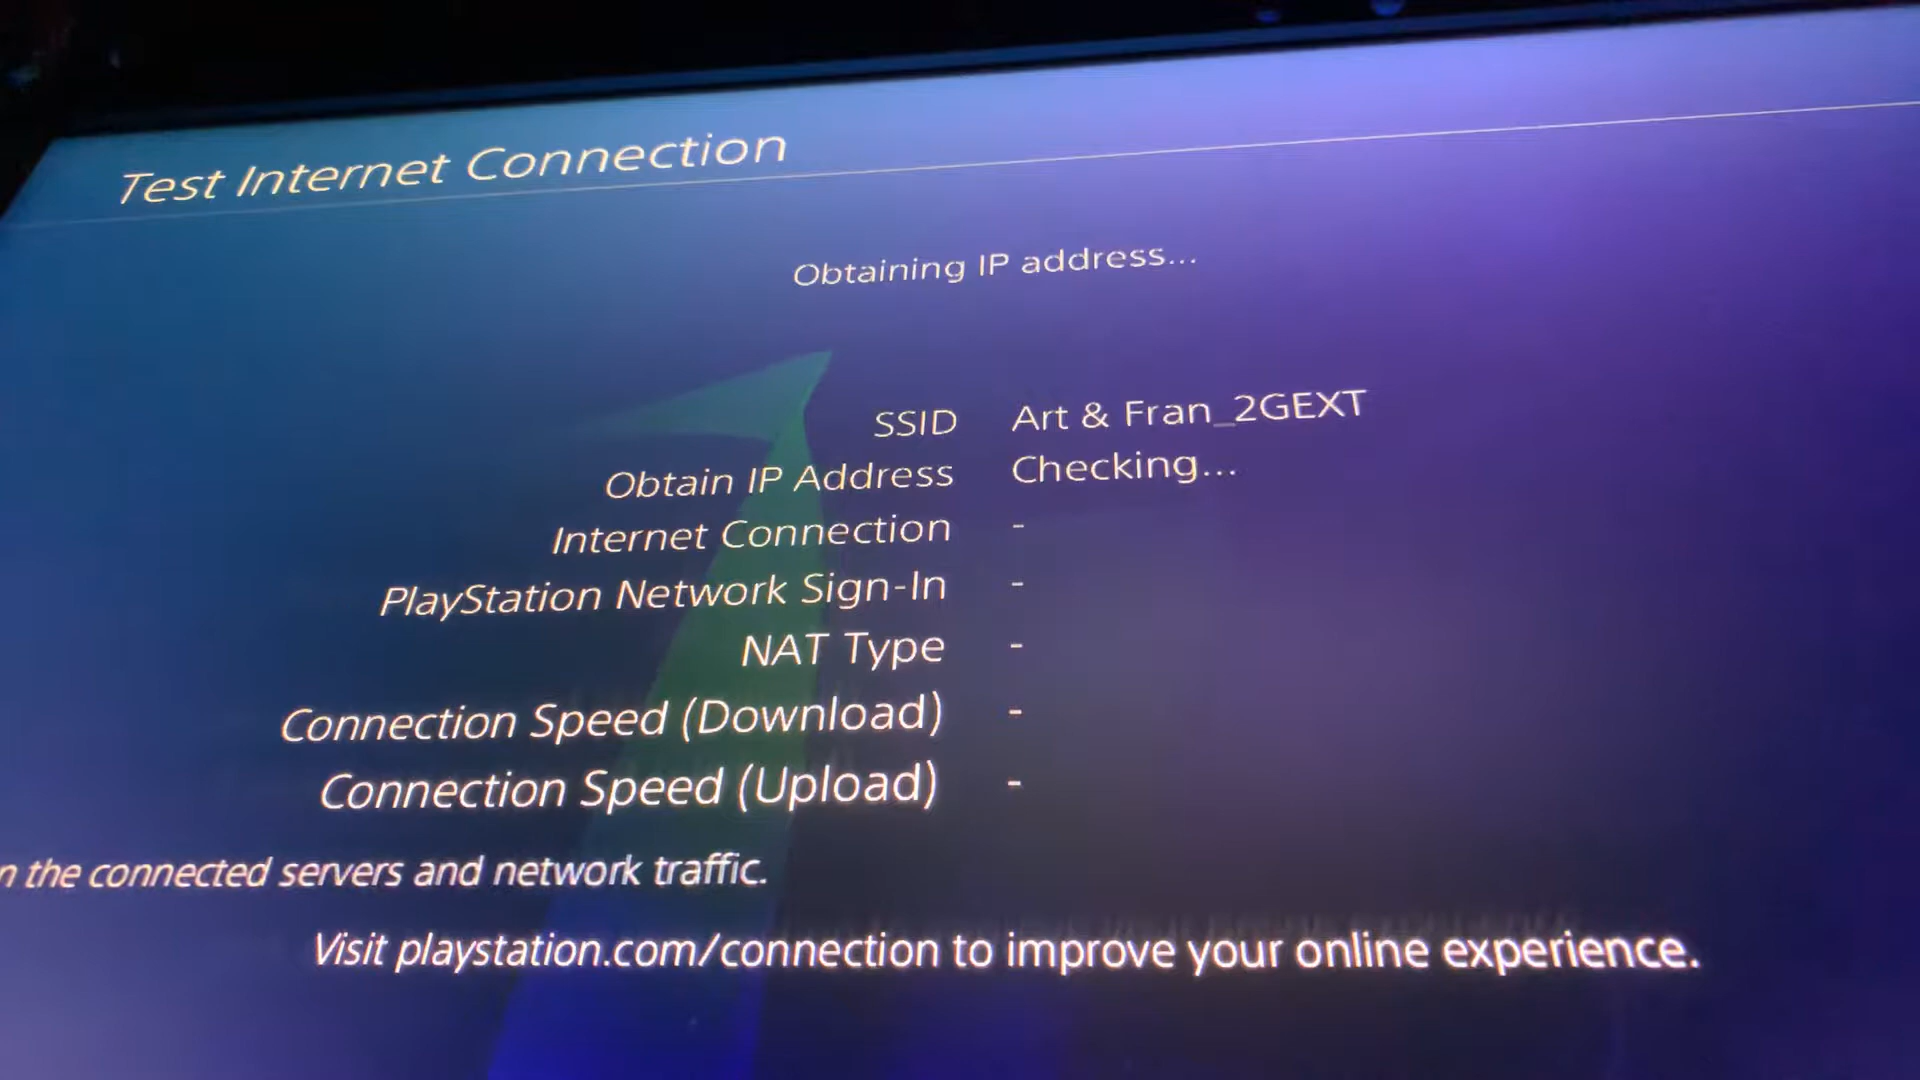 Test Internet Connection
Obtaining IP address...
SSID Art & Fran_2GEXT
Obtain IP Address Checking...
Internet Connection -
PlayStation Network Sign-In -
NAT Type -
Connection Speed (Download) -
Connection Speed (Upload) -
the connected servers and network traffic.
Visit playstation.com/connection to improve your online experience.